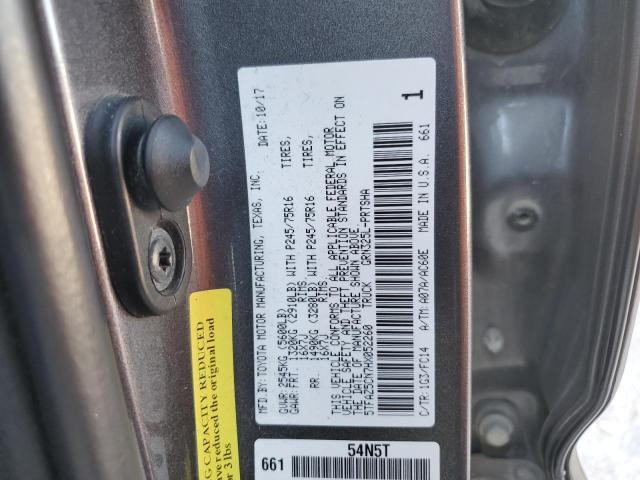 MFD.BY: TOYOTA MOTOR MANUFACTURING, TEXAS, INC. DATE: 10/17
GVWR: 2545KG (5600LB)
GAWR: FRT. 1320KG (2910LB) WITH P245/75R16 TIRES,
16X7J RIMS
RR. 1490KG (3280LB) WITH P245/75R16 TIRES,
16X7J RIMS
THIS VEHICLE CONFORMS TO ALL APPLICABLE FEDERAL MOTOR
VEHICLE SAFETY AND THEFT PREVENTION STANDARDS IN EFFECT ON
THE DATE OF MANUFACTURE SHOWN ABOVE.
5TFAZ5CN7HX052260 TRUCK GRN325L-PRTSHA
C/TR:1G3/FC14 A/TM: A07A/AC60E MADE IN U.S.A. 661
1
54N5T
661
G CAPACITY REDUCED
reduced
combined weight of added load
r 3 lbs